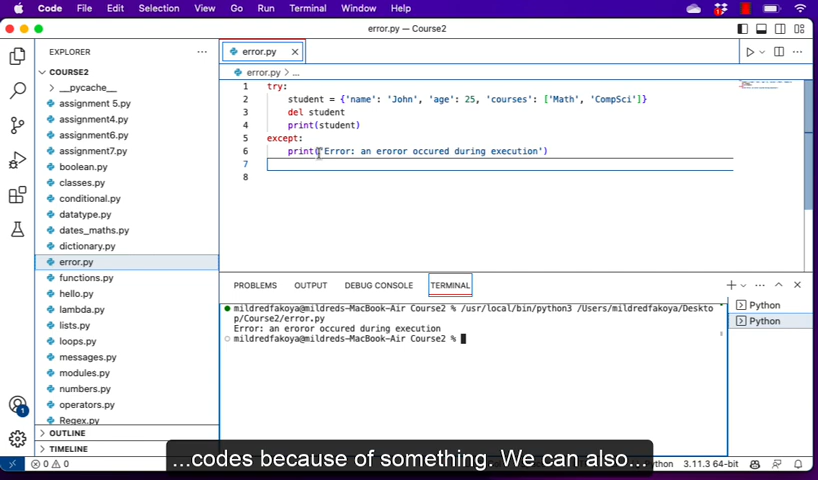 Code File Edit Selection View Go Run Terminal Window Help
error.py — Course2
EXPLORER
error.py
COURSE2
error.py > ...
__pycache__
assignment 5.py
assignment4.py
assignment6.py
assignment7.py
boolean.py
classes.py
conditional.py
datatype.py
dates_maths.py
dictionary.py
error.py
functions.py
hello.py
lambda.py
lists.py
loops.py
messages.py
modules.py
numbers.py
operators.py
Regex.py
OUTLINE
TIMELINE
1 try:
2 student = {'name': 'John', 'age': 25, 'courses': ['Math', 'CompSci']}
3 del student
4 print(student)
5 except:
6 print('Error: an eroror occured during execution')
7
8
PROBLEMS OUTPUT DEBUG CONSOLE TERMINAL
mildredfakoya@mildreds-MacBook-Air Course2 % /usr/local/bin/python3 /Users/mildredfakoya/Deskto
p/Course2/error.py
Error: an eroror occured during execution
mildredfakoya@mildreds-MacBook-Air Course2 %
Python
Python
1
...codes because of something. We can also...
0 0
Python 3.11.3 64-bit